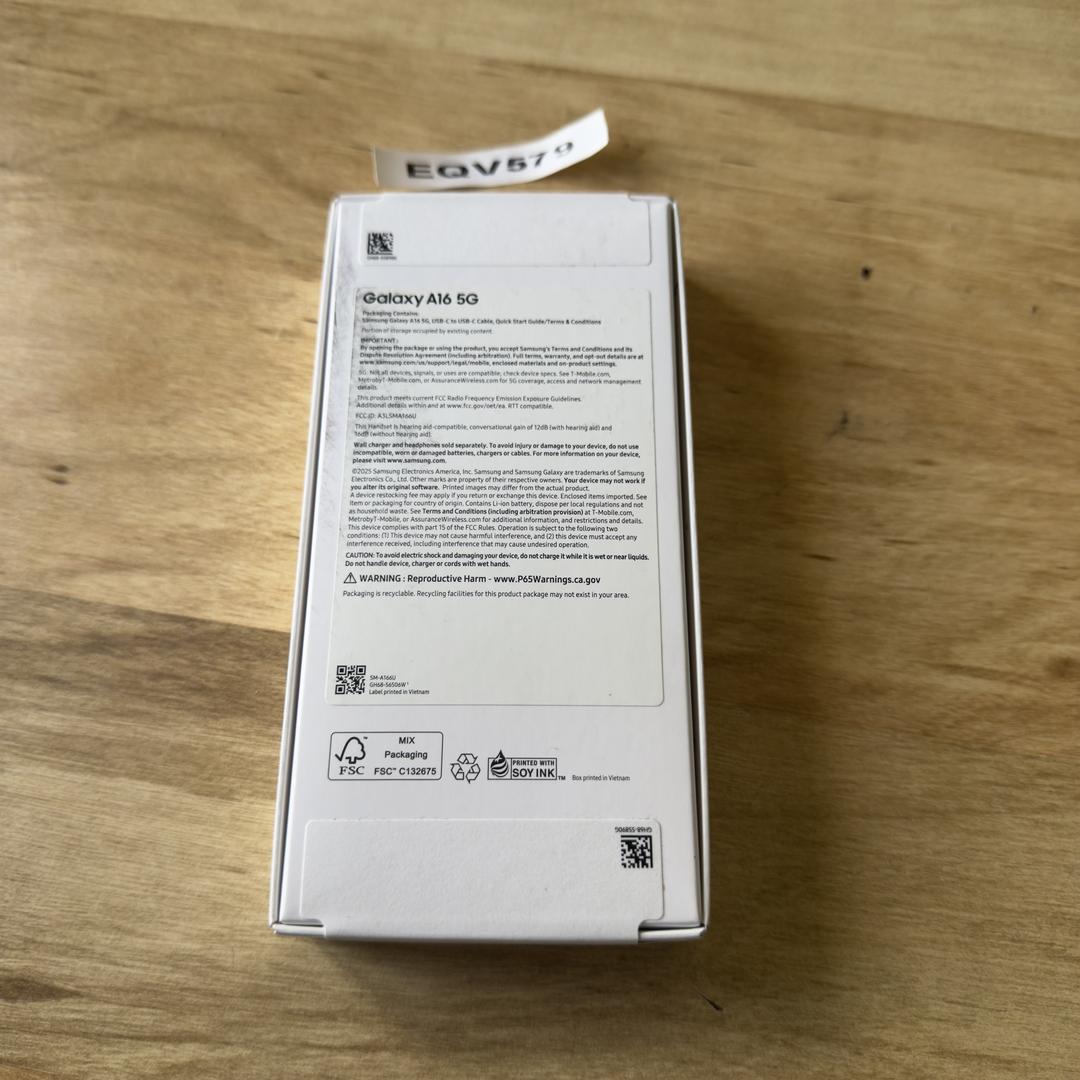 EQV579
Galaxy A16 5G
Packaging Contains:
Samsung Galaxy A16 5G, USB-C to USB-C Cable, Quick Start Guide/Terms & Conditions
Portion of storage occupied by existing content.
IMPORTANT:
By opening the package or using the product, you accept Samsung's Terms and Conditions and its
Dispute Resolution Agreement (including arbitration). Full terms, warranty, and opt-out details are at
www.samsung.com/us/support/legal/mobile, enclosed materials and on-product settings.
5G: Not all devices, signals, or uses are compatible; check device specs. See T-Mobile.com,
MetrobyT-Mobile.com, or AssuranceWireless.com for 5G coverage, access and network management
details.
This product meets current FCC Radio Frequency Emission Exposure Guidelines.
Additional details within and at www.fcc.gov/oet/ea. RTT compatible.
FCC ID: A3LSMA166U
This Handset is hearing aid-compatible, conversational gain of 12dB (with hearing aid) and
16dB (without hearing aid).
Wall charger and headphones sold separately. To avoid injury or damage to your device, do not use
incompatible, worn or damaged batteries, chargers or cables. For more information on your device,
please visit www.samsung.com.
©2025 Samsung Electronics America, Inc. Samsung and Samsung Galaxy are trademarks of Samsung
Electronics Co., Ltd. Other marks are property of their respective owners. Your device may not work if
you alter its original software. Printed images may differ from the actual product.
A device restocking fee may apply if you return or exchange this device. Enclosed items imported. See
item or packaging for country of origin. Contains Li-ion battery, dispose per local regulations and not
as household waste. See Terms and Conditions (including arbitration provision) at T-Mobile.com,
MetrobyT-Mobile, or AssuranceWireless.com for additional information, and restrictions and details.
This device complies with part 15 of the FCC Rules. Operation is subject to the following two
conditions: (1) This device may not cause harmful interference, and (2) this device must accept any
interference received, including interference that may cause undesired operation.
CAUTION: To avoid electric shock and damaging your device, do not charge it while it is wet or near liquids.
Do not handle device, charger or cords with wet hands.
WARNING : Reproductive Harm - www.P65Warnings.ca.gov
Packaging is recyclable. Recycling facilities for this product package may not exist in your area.
SM-A166U
GH68-56506W
Label printed in Vietnam
MIX
Packaging
FSC™ C132675
FSC
PRINTED WITH
SOY INK™
Box printed in Vietnam
GH68-55890G